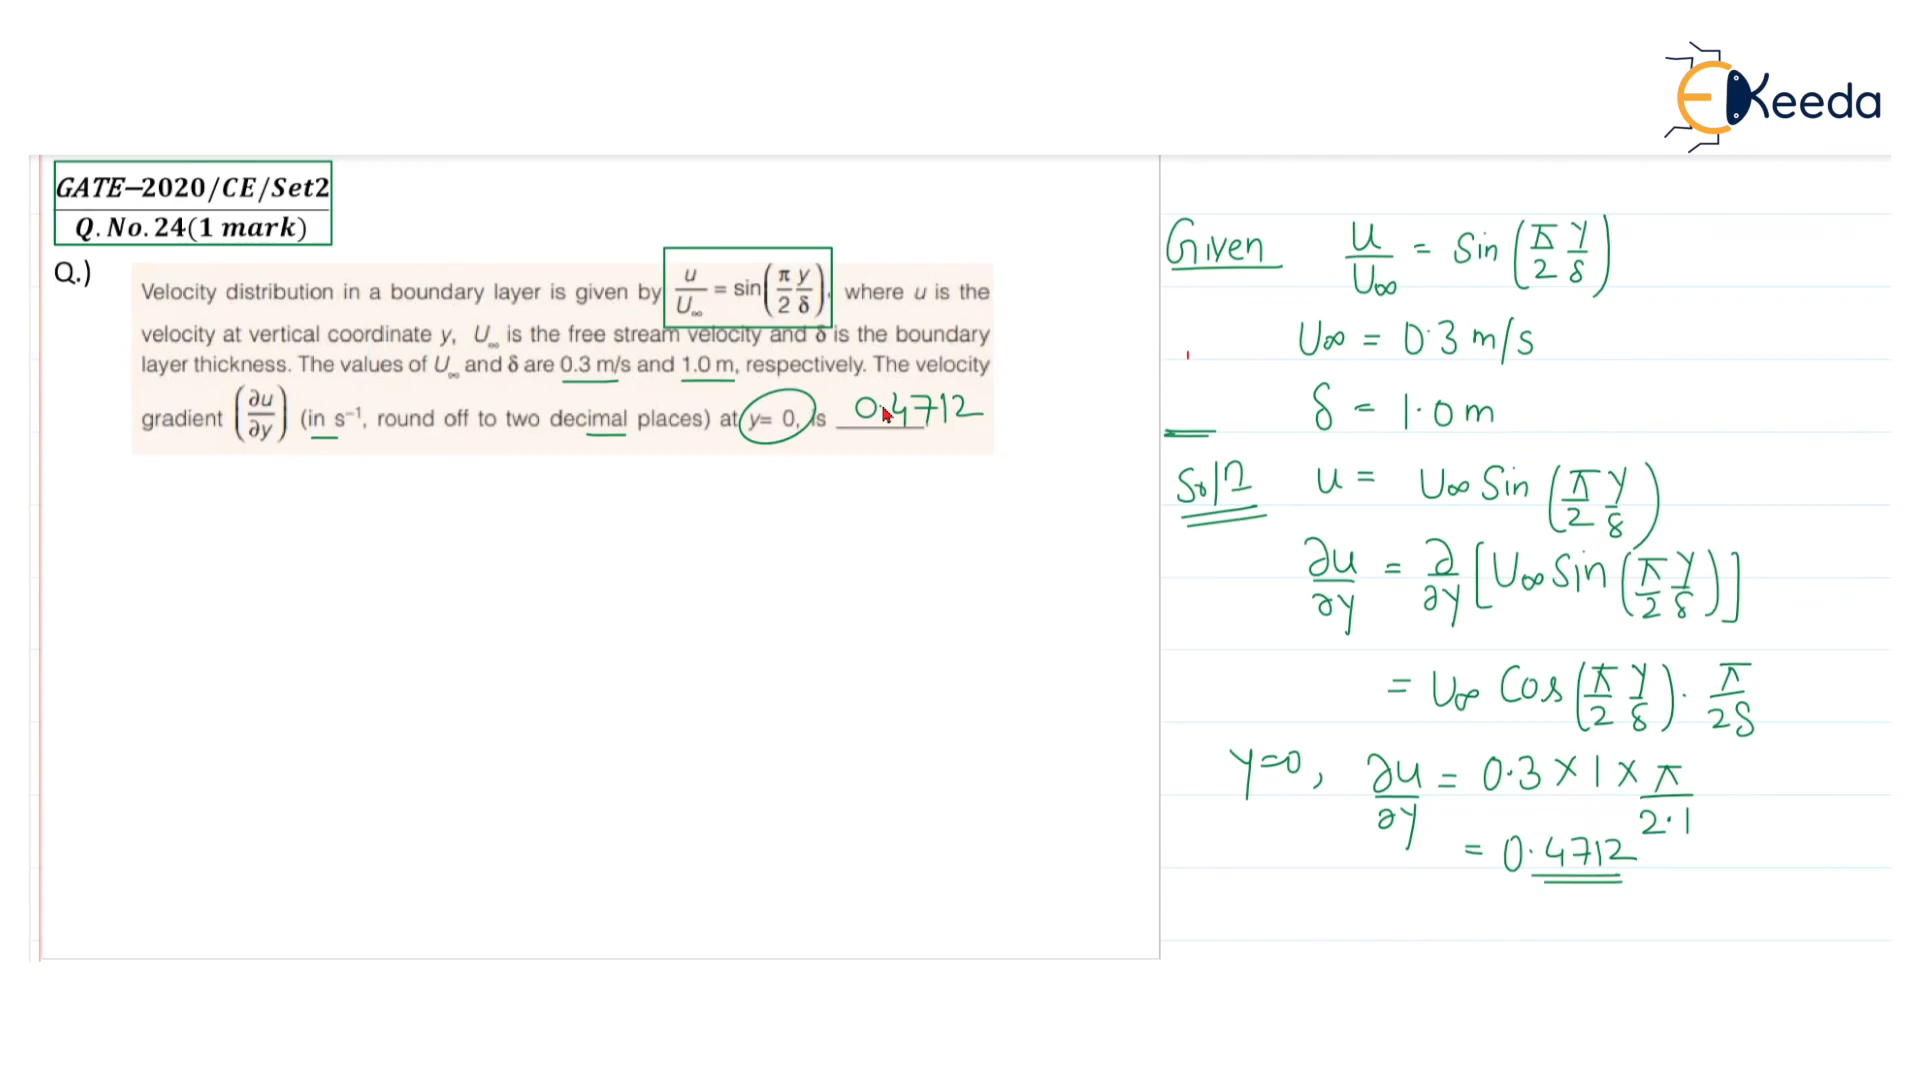 EKeeda
GATE–2020/CE/Set2
Q. No. 24(1 mark)
Q.)
Velocity distribution in a boundary layer is given by u/U∞ = sin(π/2 y/δ), where u is the
velocity at vertical coordinate y, U∞ is the free stream velocity and δ is the boundary
layer thickness. The values of U∞ and δ are 0.3 m/s and 1.0 m, respectively. The velocity
gradient (∂u/∂y) (in s⁻¹, round off to two decimal places) at y= 0, is 0.4712
Given u/U∞ = Sin (π/2 y/δ)
U∞ = 0.3 m/s
δ = 1.0 m
Solⁿ u = U∞ Sin (π/2 y/δ)
∂u/∂y = ∂/∂y [U∞ Sin (π/2 y/δ)]
= U∞ Cos (π/2 y/δ) . π/2δ
y=0, ∂u/∂y = 0.3 × 1 × π/2.1
= 0.4712